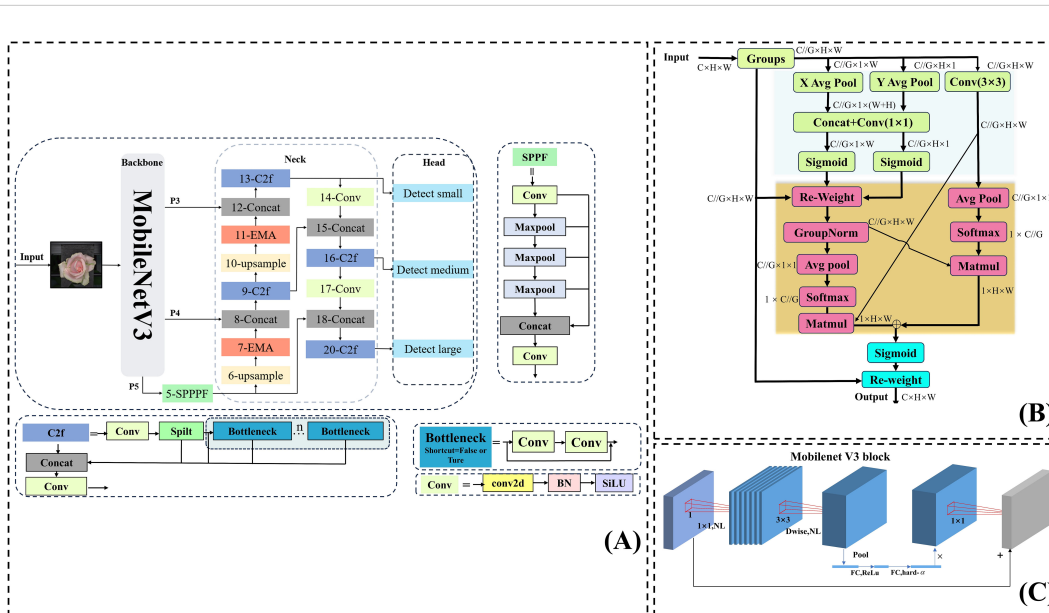 Input
Backbone
MobileNetV3
P3
P4
P5
5-SPPPF
Neck
13-C2f
12-Concat
11-EMA
10-upsample
9-C2f
8-Concat
7-EMA
6-upsample
14-Conv
15-Concat
16-C2f
17-Conv
18-Concat
20-C2f
Head
Detect small
Detect medium
Detect large
SPPF
Conv
Maxpool
Maxpool
Maxpool
Concat
Conv
C2f
Conv
Spilt
Bottleneck
n
Bottleneck
Concat
Conv
Bottleneck
Shortcut=False or
Ture
Conv
Conv
Conv
conv2d
BN
SiLU
(A)
Input
C×H×W
Groups
C//G×H×W
C//G×1×W
C//G×H×1
C//G×H×W
X Avg Pool
Y Avg Pool
Conv(3×3)
C//G×1×(W+H)
Concat+Conv(1×1)
C//G×H×W
C//G×1×W
C//G×H×1
Sigmoid
Sigmoid
C//G×H×W
Re-Weight
Avg Pool
C//G×1×
C//G×H×W
GroupNorm
Softmax
1 × C//G
C//G×1×1
Avg pool
Matmul
1 × C//G
Softmax
1×H×W
Matmul
1×H×W
Sigmoid
Re-weight
Output
C×H×W
(B)
Mobilenet V3 block
1
1×1,NL
3×3
Dwise,NL
1×1
Pool
FC,ReLu
FC,hard-α
×
+
(C)